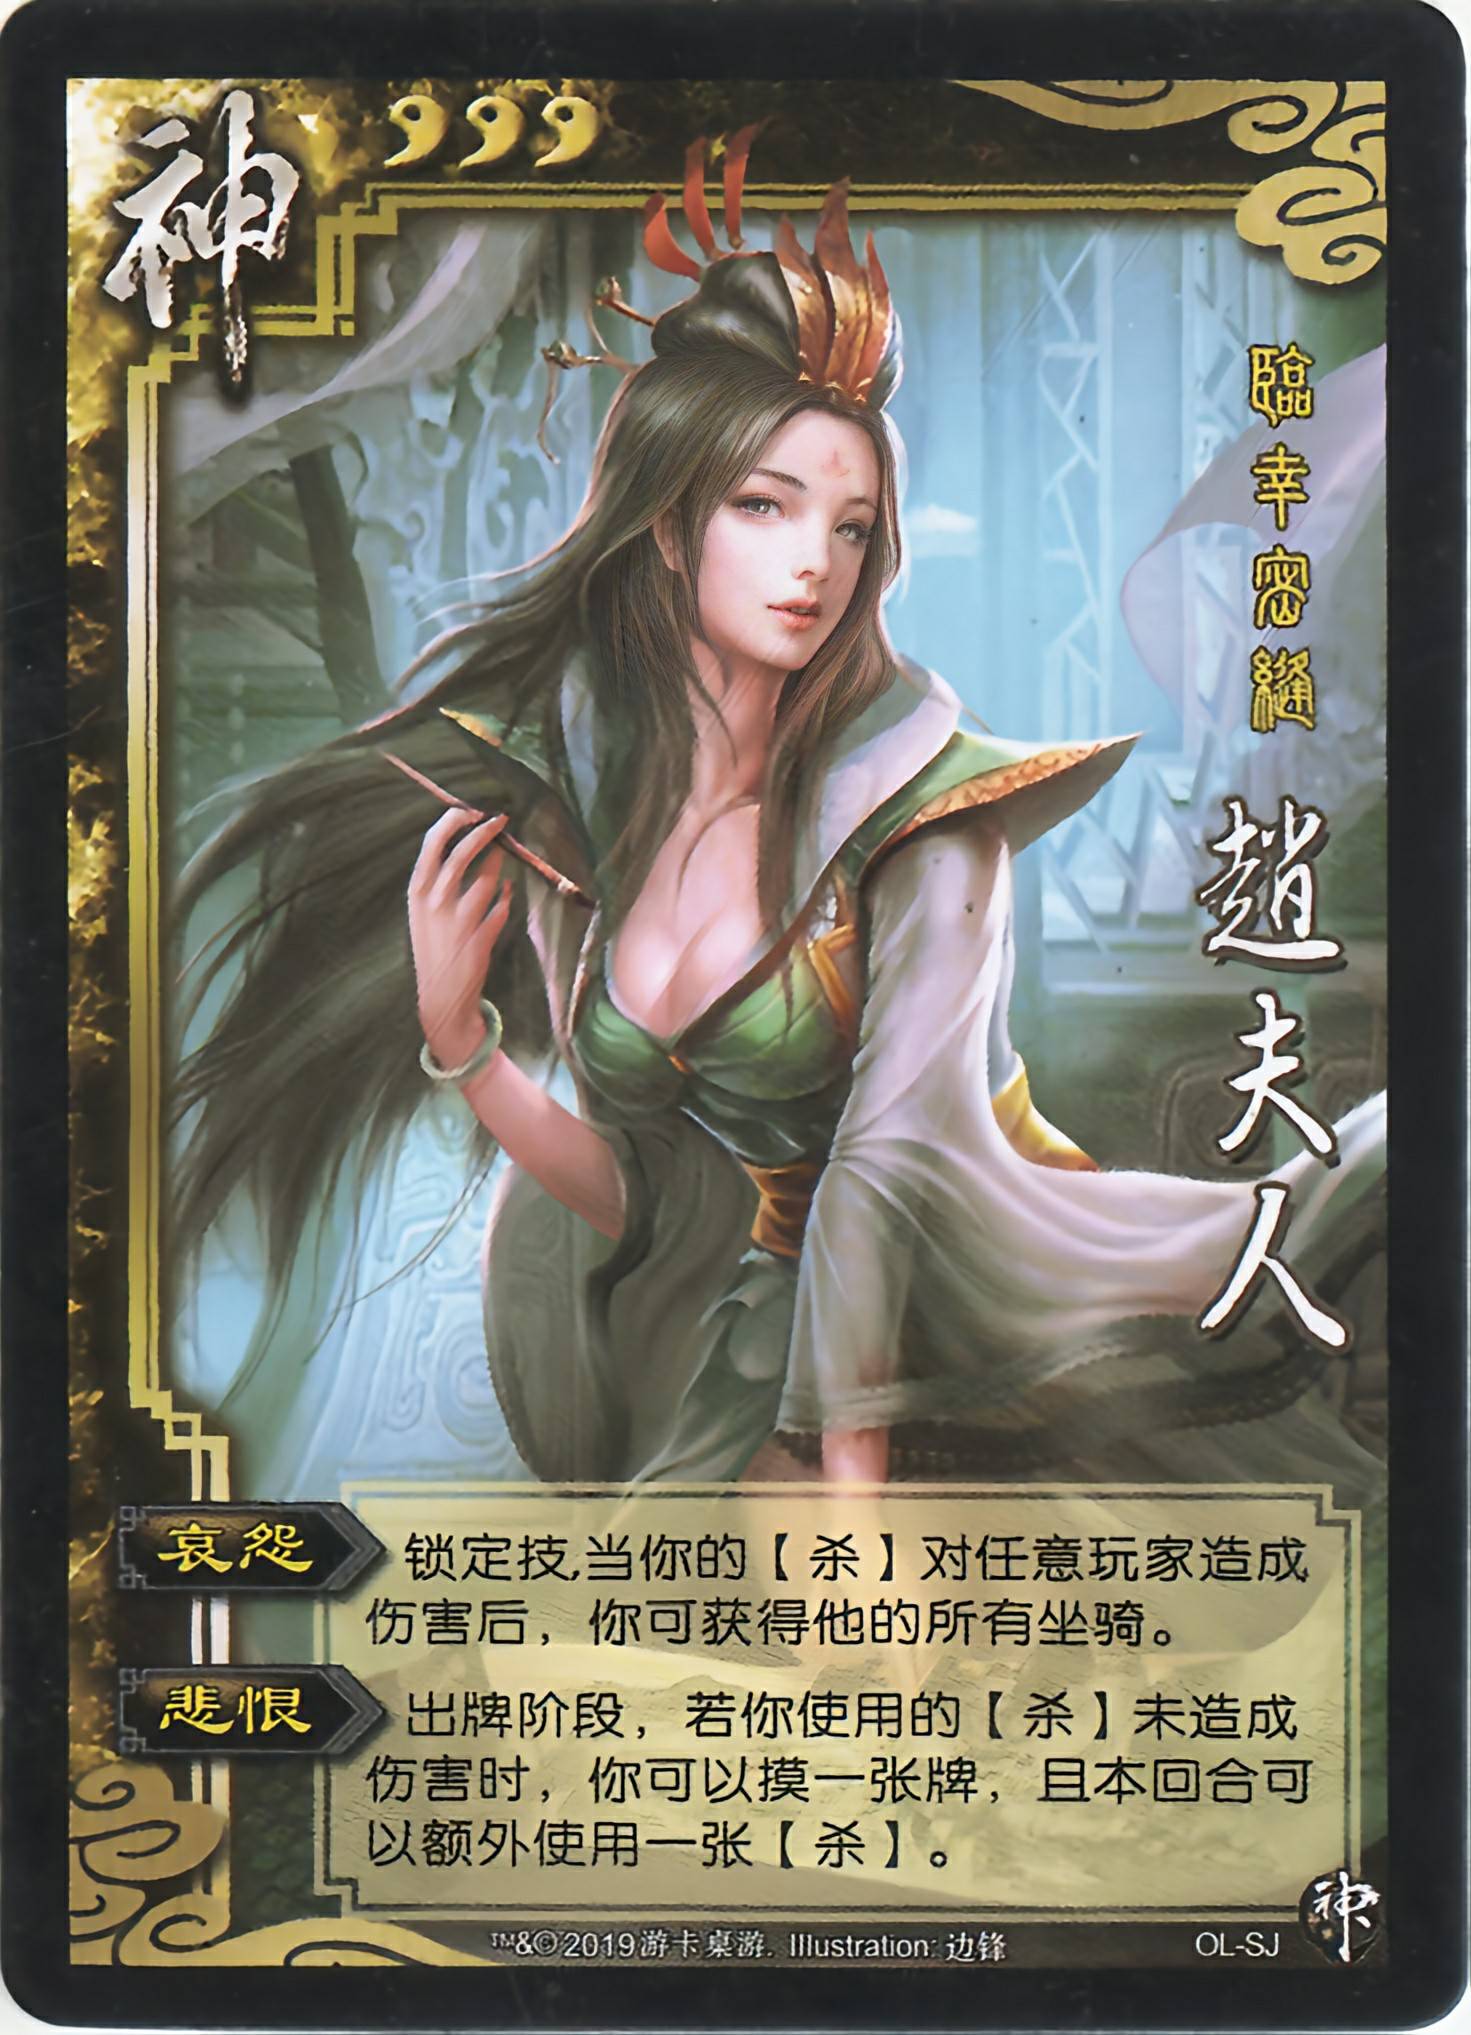 神
臨幸密縫
趙夫人
哀怨
锁定技,当你的【杀】对任意玩家造成
伤害后，你可获得他的所有坐骑。
悲恨
出牌阶段，若你使用的【杀】未造成
伤害时，你可以摸一张牌，且本回合可
以额外使用一张【杀】。
™&©2019游卡桌游. Illustration: 边锋
OL-SJ
神